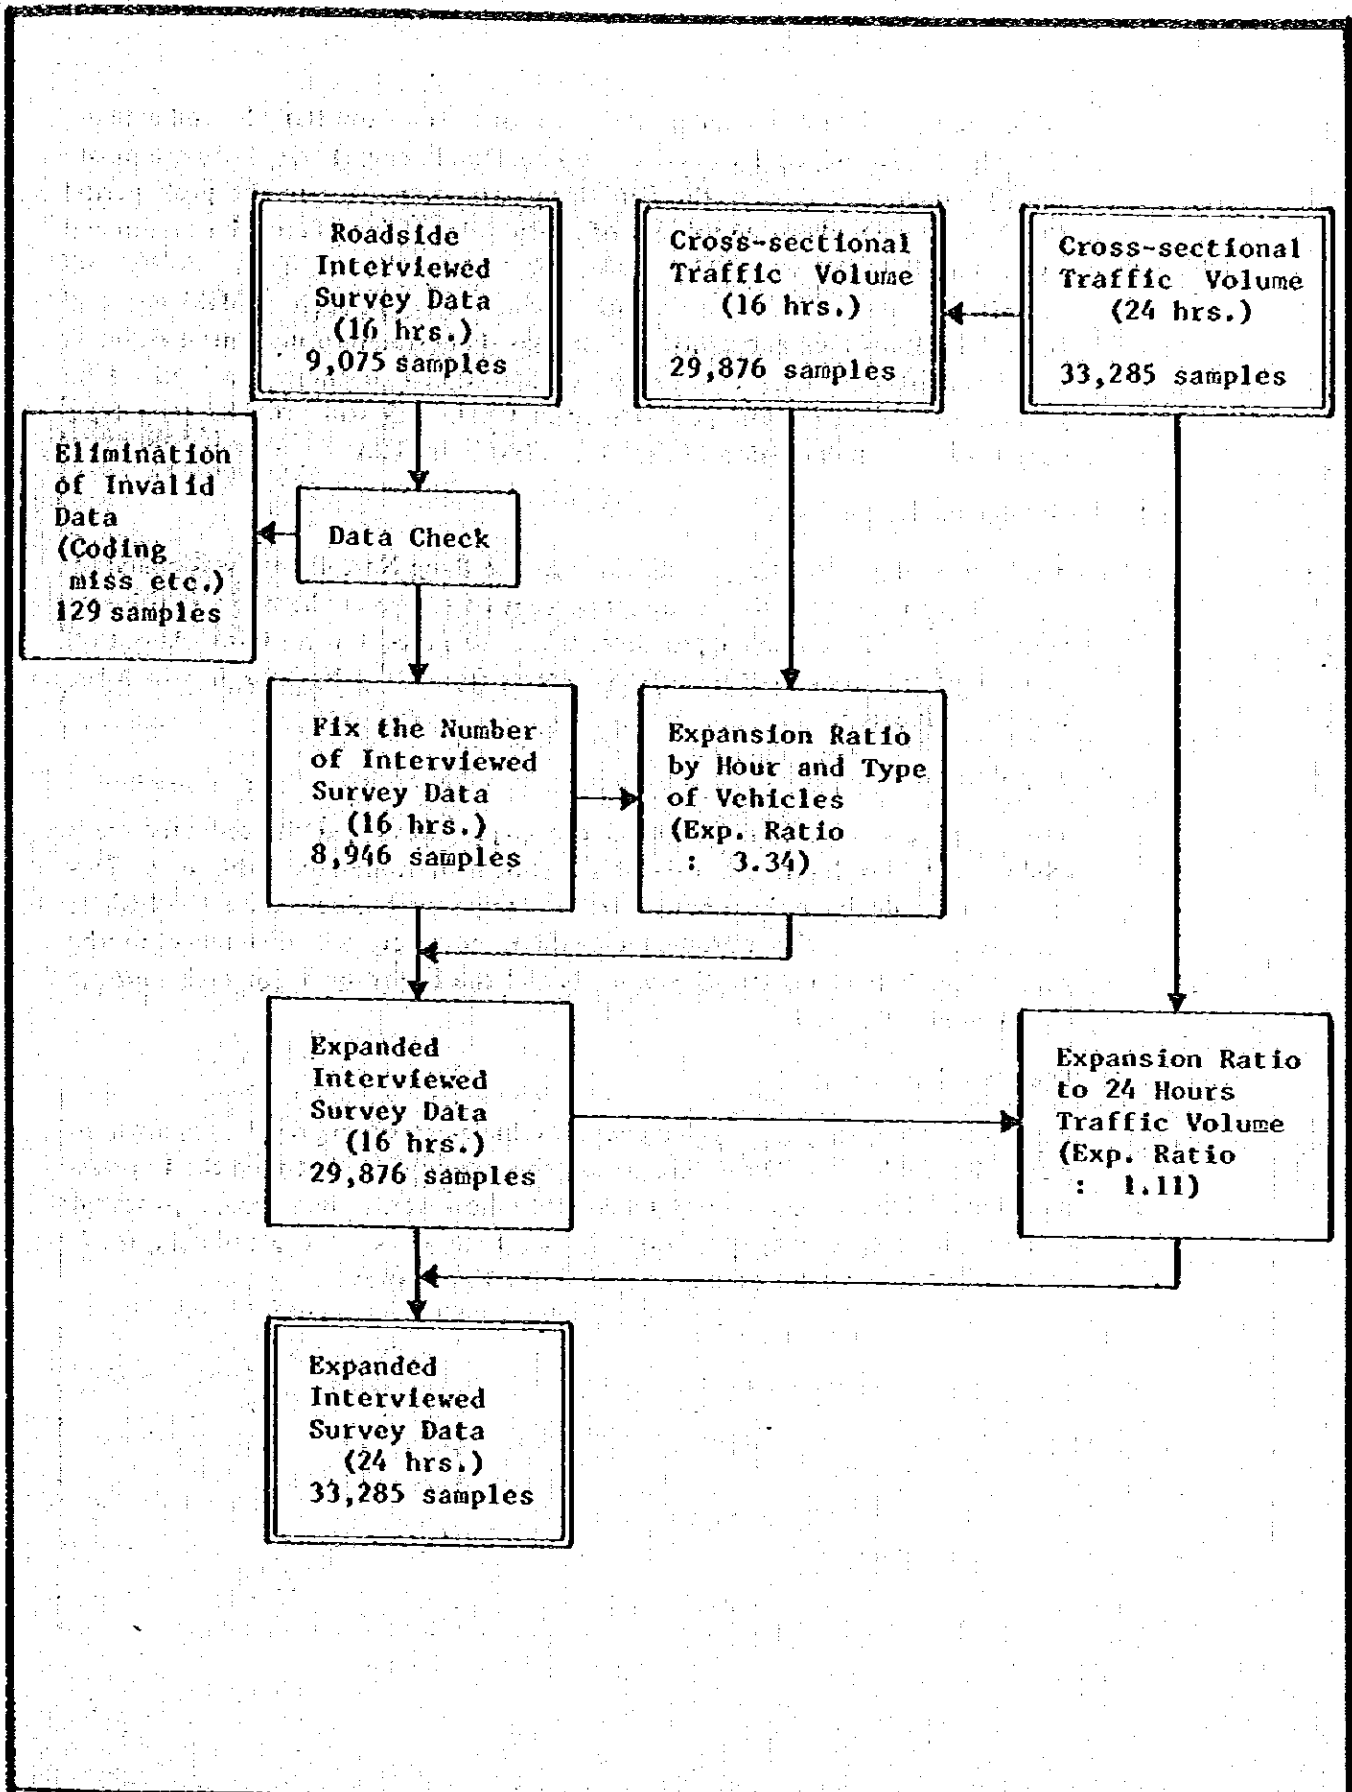 Roadside
Interviewed
Survey Data
(16 hrs.)
9,075 samples
Cross-sectional
Traffic Volume
(16 hrs.)
29,876 samples
Cross-sectional
Traffic Volume
(24 hrs.)
33,285 samples
Elimination
of Invalid
Data
(Coding
miss etc.)
129 samples
Data Check
Fix the Number
of Interviewed
Survey Data
(16 hrs.)
8,946 samples
Expansion Ratio
by Hour and Type
of Vehicles
(Exp. Ratio
: 3.34)
Expanded
Interviewed
Survey Data
(16 hrs.)
29,876 samples
Expansion Ratio
to 24 Hours
Traffic Volume
(Exp. Ratio
: 1.11)
Expanded
Interviewed
Survey Data
(24 hrs.)
33,285 samples